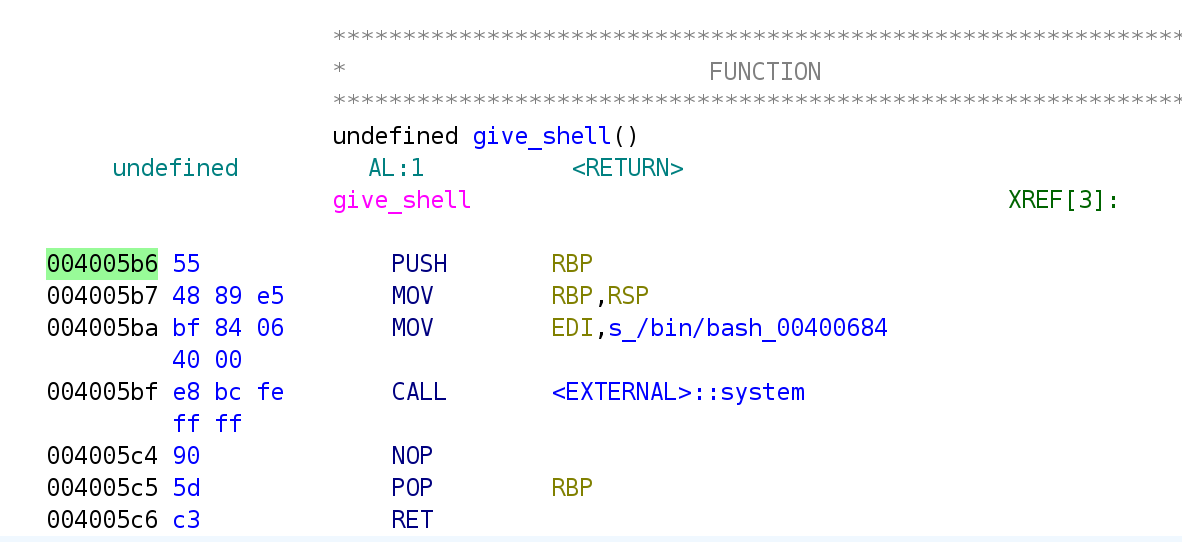 *************************************************************
* FUNCTION
*************************************************************
undefined give_shell()
undefined AL:1 <RETURN>
give_shell XREF[3]:
004005b6 55 PUSH RBP
004005b7 48 89 e5 MOV RBP,RSP
004005ba bf 84 06 MOV EDI,s_/bin/bash_00400684
40 00
004005bf e8 bc fe CALL <EXTERNAL>::system
ff ff
004005c4 90 NOP
004005c5 5d POP RBP
004005c6 c3 RET